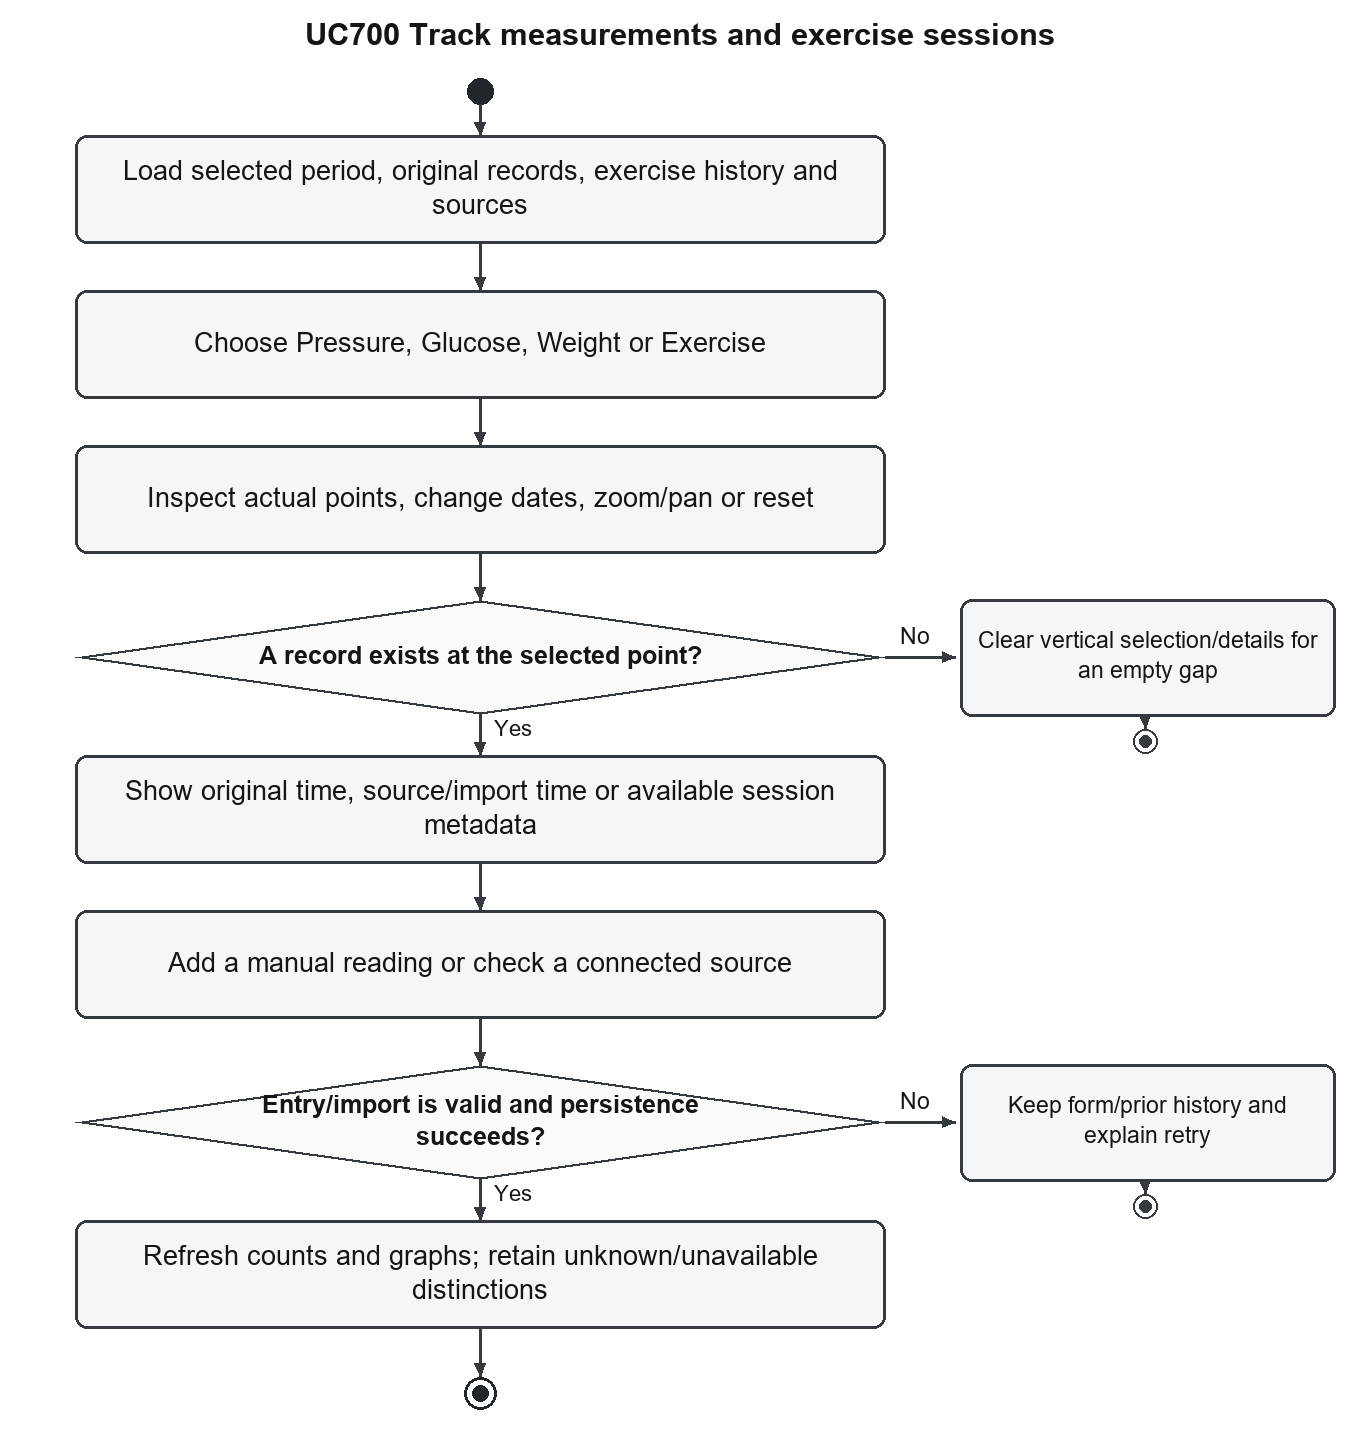 UC700 Track measurements and exercise sessions
Load selected period, original records, exercise history and
sources
Choose Pressure, Glucose, Weight or Exercise
Inspect actual points, change dates, zoom/pan or reset
A record exists at the selected point?
No
Clear vertical selection/details for
an empty gap
Yes
Show original time, source/import time or available session
metadata
Add a manual reading or check a connected source
Entry/import is valid and persistence
succeeds?
No
Keep form/prior history and
explain retry
Yes
Refresh counts and graphs; retain unknown/unavailable
distinctions